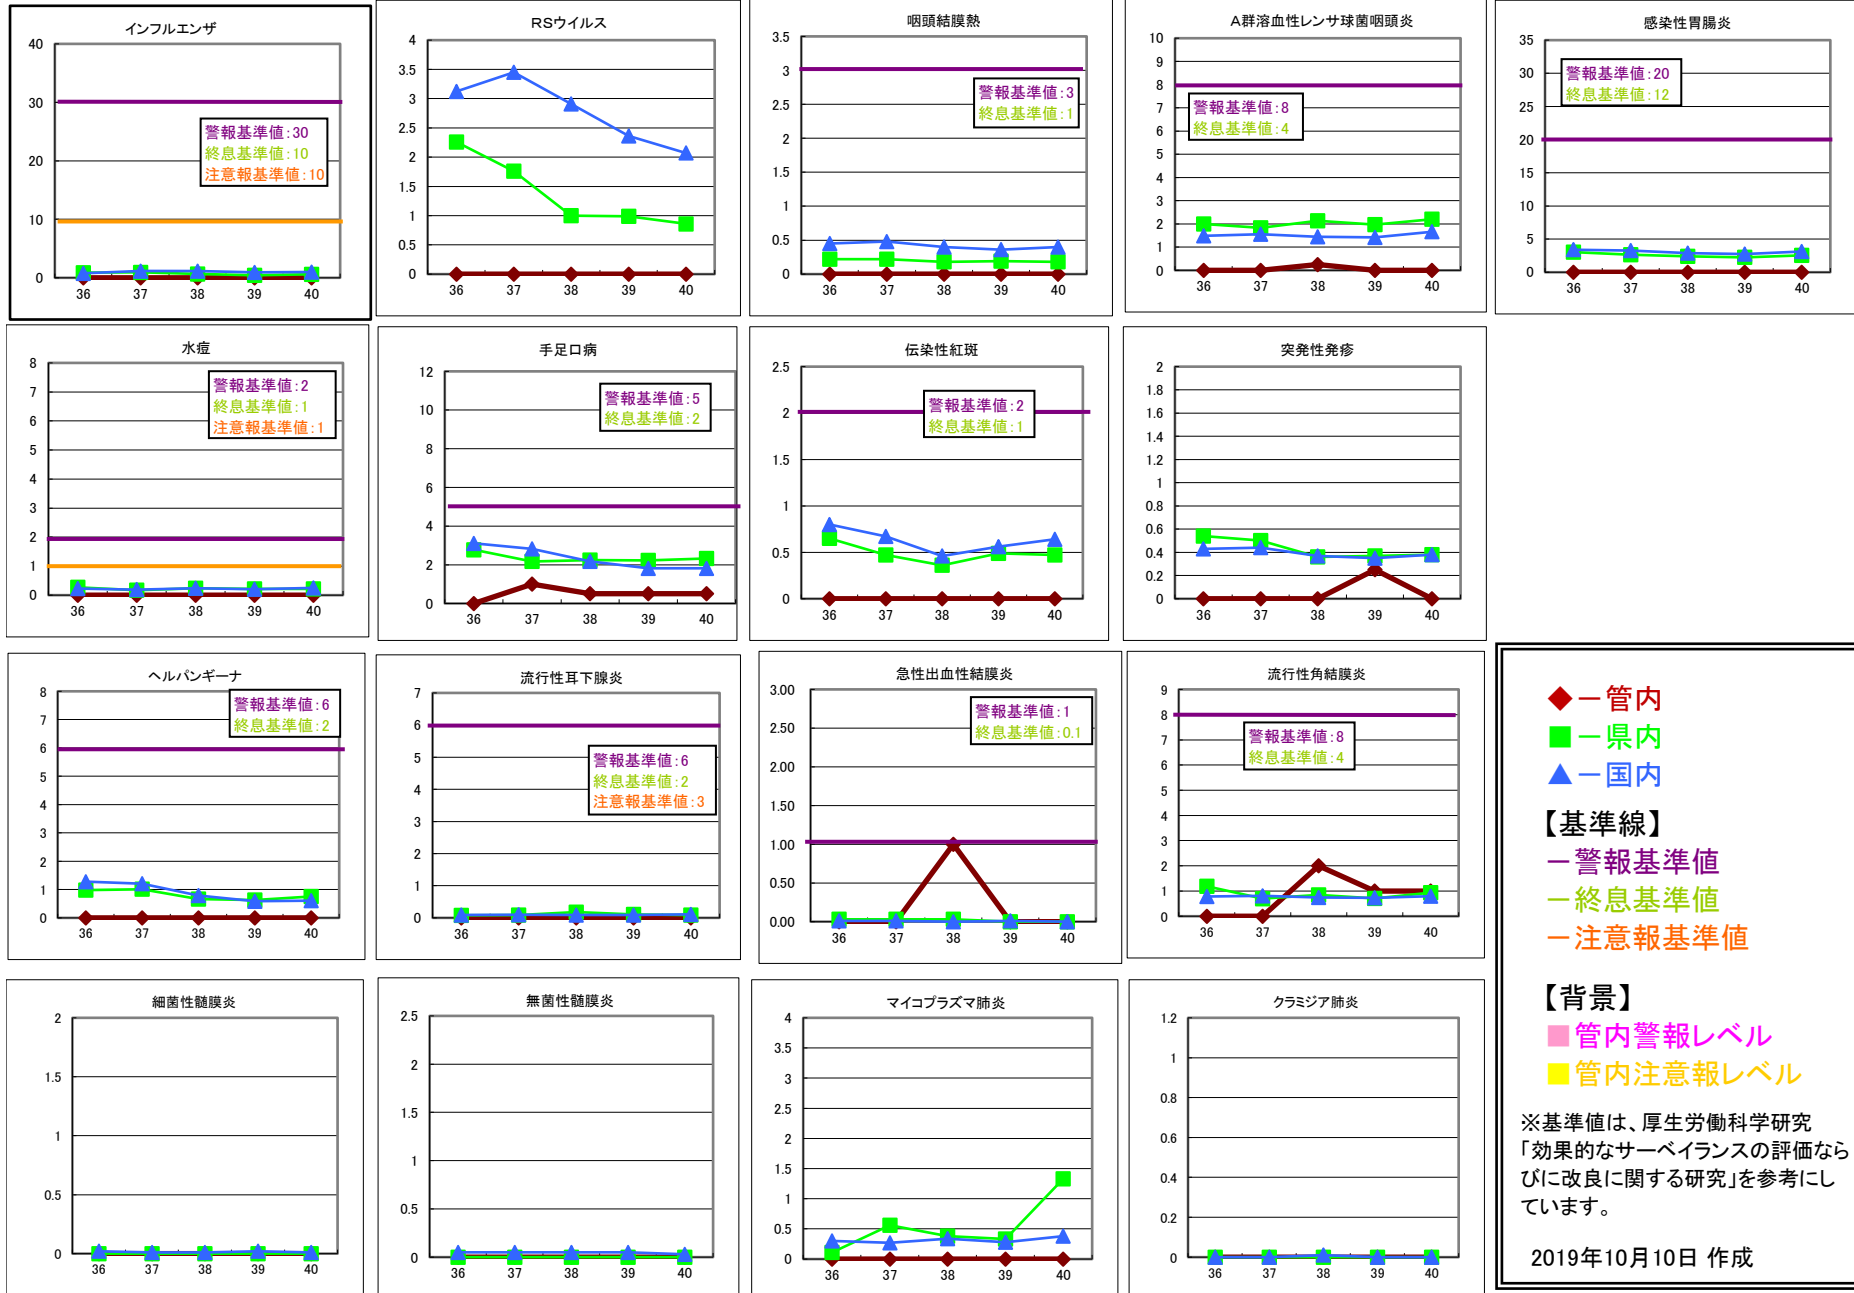 インフルエンザ
40
30
20
10
0
警報基準値:30
終息基準値:10
注意報基準値:10
36 37 38 39 40
RSウイルス
4
3.5
3
2.5
2
1.5
1
0.5
0
36 37 38 39 40
咽頭結膜熱
3.5
3
2.5
2
1.5
1
0.5
0
警報基準値:3
終息基準値:1
36 37 38 39 40
A群溶血性レンサ球菌咽頭炎
10
9
8
7
6
5
4
3
2
1
0
警報基準値:8
終息基準値:4
36 37 38 39 40
感染性胃腸炎
35
30
25
20
15
10
5
0
警報基準値:20
終息基準値:12
36 37 38 39 40
水痘
8
7
6
5
4
3
2
1
0
警報基準値:2
終息基準値:1
注意報基準値:1
36 37 38 39 40
手足口病
12
10
8
6
4
2
0
警報基準値:5
終息基準値:2
36 37 38 39 40
伝染性紅斑
2.5
2
1.5
1
0.5
0
警報基準値:2
終息基準値:1
36 37 38 39 40
突発性発疹
2
1.8
1.6
1.4
1.2
1
0.8
0.6
0.4
0.2
0
36 37 38 39 40
ヘルパンギーナ
8
7
6
5
4
3
2
1
0
警報基準値:6
終息基準値:2
36 37 38 39 40
流行性耳下腺炎
7
6
5
4
3
2
1
0
警報基準値:6
終息基準値:2
注意報基準値:3
36 37 38 39 40
急性出血性結膜炎
3.00
2.50
2.00
1.50
1.00
0.50
0.00
警報基準値:1
終息基準値:0.1
36 37 38 39 40
流行性角結膜炎
9
8
7
6
5
4
3
2
1
0
警報基準値:8
終息基準値:4
36 37 38 39 40
細菌性髄膜炎
2
1.5
1
0.5
0
36 37 38 39 40
無菌性髄膜炎
2.5
2
1.5
1
0.5
0
36 37 38 39 40
マイコプラズマ肺炎
4
3.5
3
2.5
2
1.5
1
0.5
0
36 37 38 39 40
クラミジア肺炎
1.2
1
0.8
0.6
0.4
0.2
0
36 37 38 39 40
◆－管内
■－県内
▲－国内
【基準線】
－警報基準値
－終息基準値
－注意報基準値
【背景】
■管内警報レベル
■管内注意報レベル
※基準値は、厚生労働科学研究
「効果的なサーベイランスの評価なら
びに改良に関する研究」を参考にし
ています。
2019年10月10日 作成